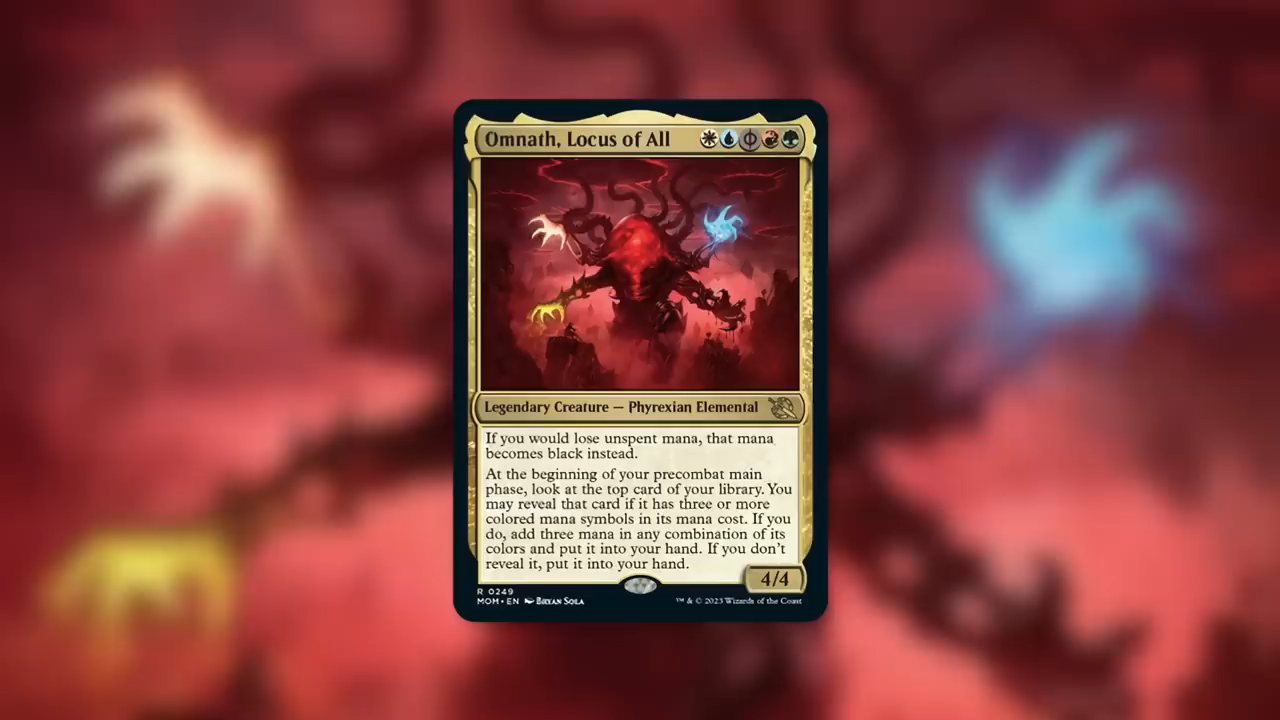 Omnath, Locus of All
Legendary Creature — Phyrexian Elemental
If you would lose unspent mana, that mana
becomes black instead.
At the beginning of your precombat main
phase, look at the top card of your library. You
may reveal that card if it has three or more
colored mana symbols in its mana cost. If you
do, add three mana in any combination of its
colors and put it into your hand. If you don't
reveal it, put it into your hand.
4/4
R 0249
MOM • EN Bryan Sola
™ & © 2023 Wizards of the Coast